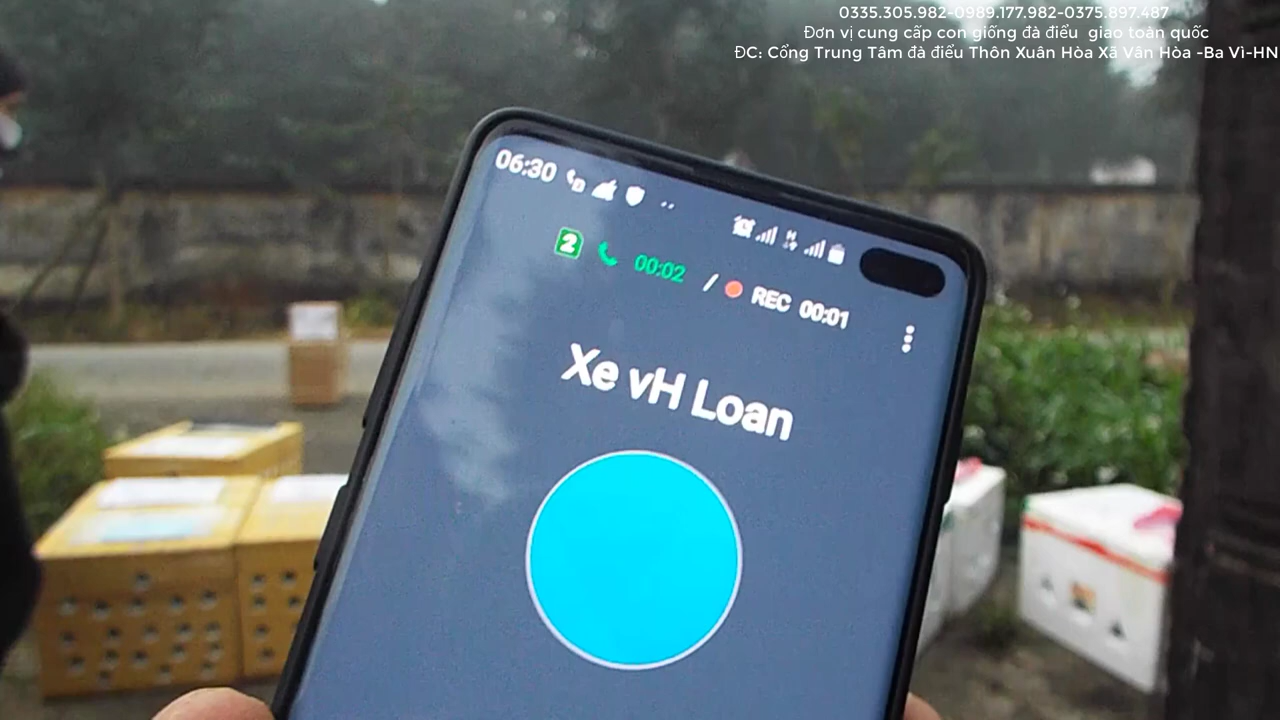 0335.305.982-0989.177.982-0375.897.487
Đơn vị cung cấp con giống đà điểu giao toàn quốc
ĐC: Cổng Trung Tâm đà điểu Thôn Xuân Hòa Xã Vân Hòa -Ba Vì-HN
06:30
2 00:02 / REC 00:01
Xe vH Loan